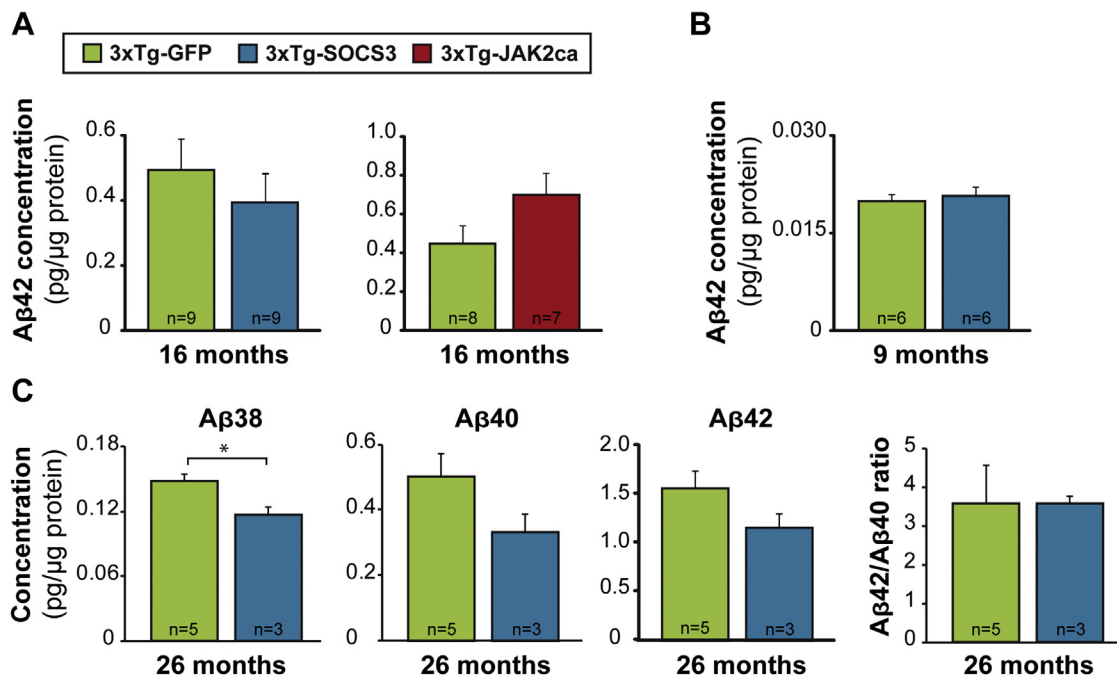 A
B
3xTg-GFP 3xTg-SOCS3 3xTg-JAK2ca
Aβ42 concentration
(pg/µg protein)
0.6
0.4
0.2
0
n=9
n=9
16 months
1.0
0.8
0.6
0.4
0.2
0
n=8
n=7
16 months
Aβ42 concentration
(pg/µg protein)
0.030
0.015
0
n=6
n=6
9 months
C
Concentration
(pg/µg protein)
Aβ38
0.18
0.12
0.06
0
*
n=5
n=3
26 months
Aβ40
0.6
0.4
0.2
0
n=5
n=3
26 months
Aβ42
2.0
1.5
1.0
0.5
0
n=5
n=3
26 months
Aβ42/Aβ40 ratio
5
4
3
2
1
0
n=5
n=3
26 months